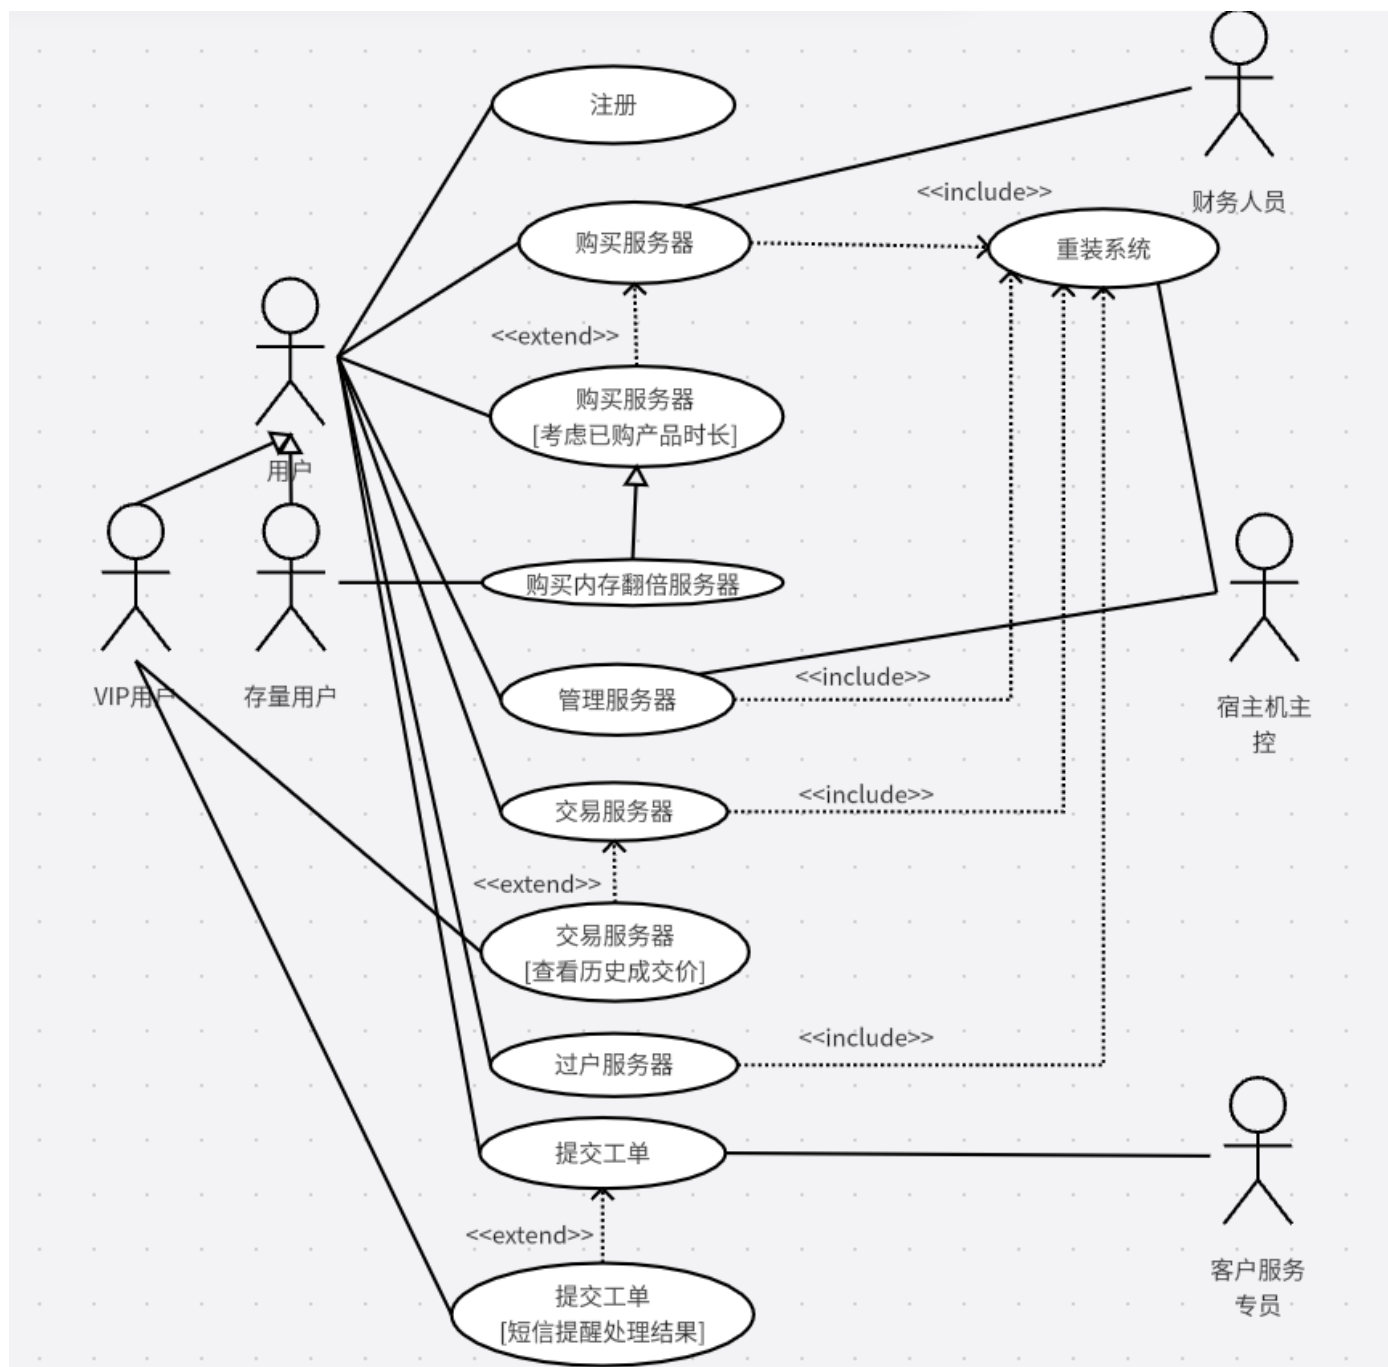 注册
<<include>>
财务人员
购买服务器
重装系统
<<extend>>
购买服务器
[考虑已购产品时长]
用户
购买内存翻倍服务器
VIP用户
存量用户
<<include>>
管理服务器
宿主机主
控
<<include>>
交易服务器
<<extend>>
交易服务器
[查看历史成交价]
<<include>>
过户服务器
提交工单
<<extend>>
客户服务
专员
提交工单
[短信提醒处理结果]